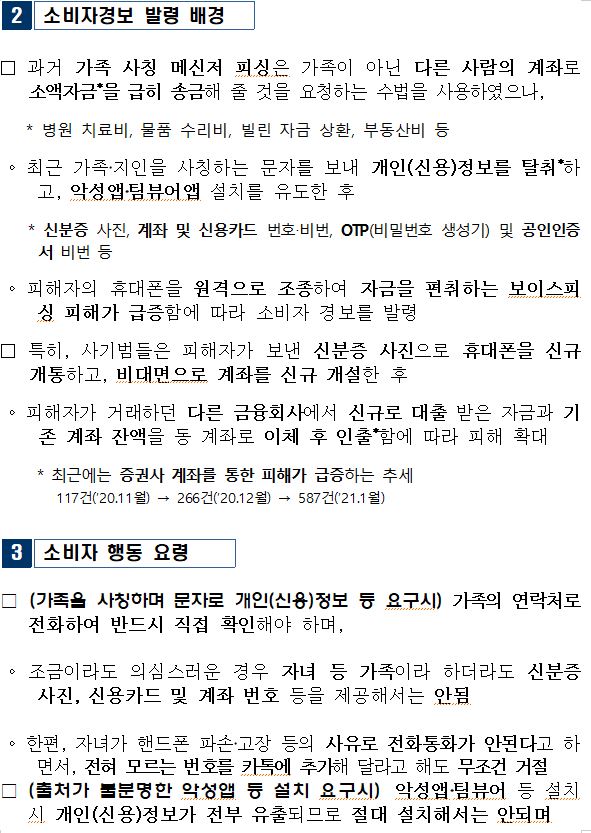 2 소비자경보 발령 배경
□ 과거 가족 사칭 메신저 피싱은 가족이 아닌 다른 사람의 계좌로
소액자금*을 급히 송금해 줄 것을 요청하는 수법을 사용하였으나,
* 병원 치료비, 물품 수리비, 빌린 자금 상환, 부동산비 등
◦ 최근 가족·지인을 사칭하는 문자를 보내 개인(신용)정보를 탈취*하
고, 악성앱·팀뷰어앱 설치를 유도한 후
* 신분증 사진, 계좌 및 신용카드 번호·비번, OTP(비밀번호 생성기) 및 공인인증
서 비번 등
◦ 피해자의 휴대폰을 원격으로 조종하여 자금을 편취하는 보이스피
싱 피해가 급증함에 따라 소비자 경보를 발령
□ 특히, 사기범들은 피해자가 보낸 신분증 사진으로 휴대폰을 신규
개통하고, 비대면으로 계좌를 신규 개설한 후
◦ 피해자가 거래하던 다른 금융회사에서 신규로 대출 받은 자금과 기
존 계좌 잔액을 동 계좌로 이체 후 인출*함에 따라 피해 확대
* 최근에는 증권사 계좌를 통한 피해가 급증하는 추세
117건('20.11월) → 266건('20.12월) → 587건('21.1월)
3 소비자 행동 요령
□ (가족을 사칭하며 문자로 개인(신용)정보 등 요구시) 가족의 연락처로
전화하여 반드시 직접 확인해야 하며,
◦ 조금이라도 의심스러운 경우 자녀 등 가족이라 하더라도 신분증
사진, 신용카드 및 계좌 번호 등을 제공해서는 안됨
◦ 한편, 자녀가 핸드폰 파손·고장 등의 사유로 전화통화가 안된다고 하
면서, 전혀 모르는 번호를 카톡에 추가해 달라고 해도 무조건 거절
□ (출처가 불분명한 악성앱 등 설치 요구시) 악성앱·팀뷰어 등 설치
시 개인(신용)정보가 전부 유출되므로 절대 설치해서는 안되며